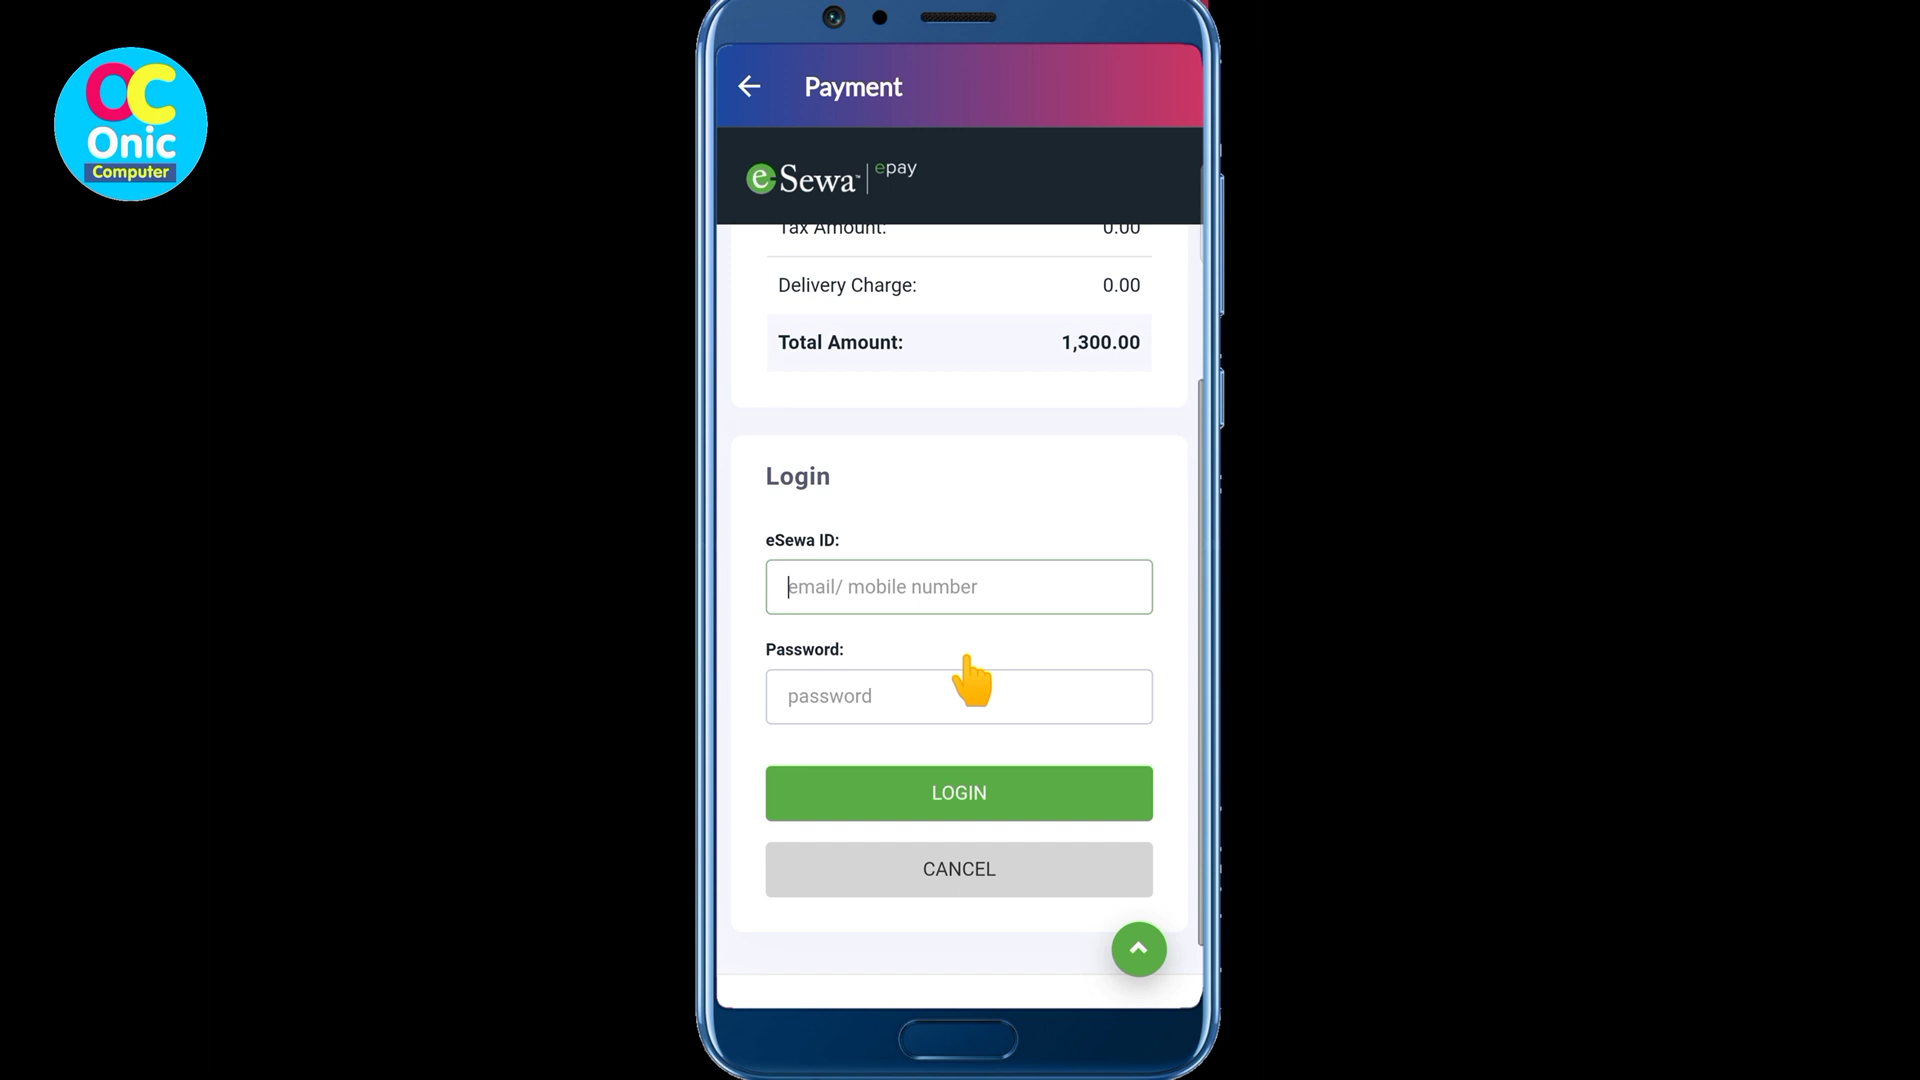 OC
Onic
Computer
Payment
eSewa™ epay
Tax Amount: 0.00
Delivery Charge: 0.00
Total Amount: 1,300.00
Login
eSewa ID:
email/ mobile number
Password:
password
LOGIN
CANCEL